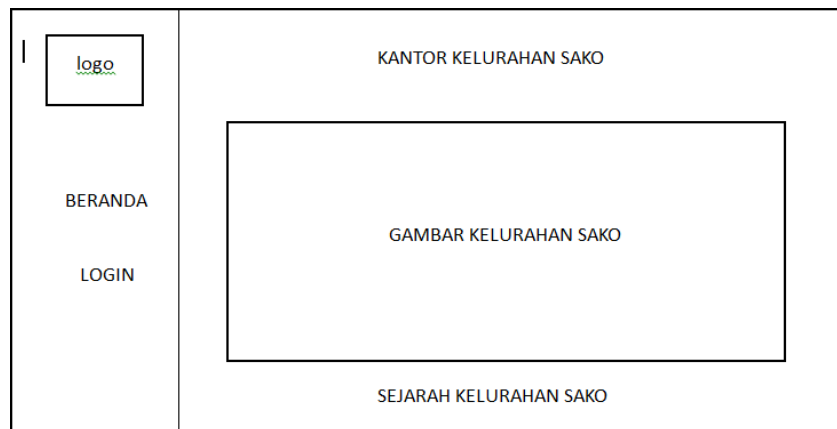 logo
KANTOR KELURAHAN SAKO
BERANDA
GAMBAR KELURAHAN SAKO
LOGIN
SEJARAH KELURAHAN SAKO